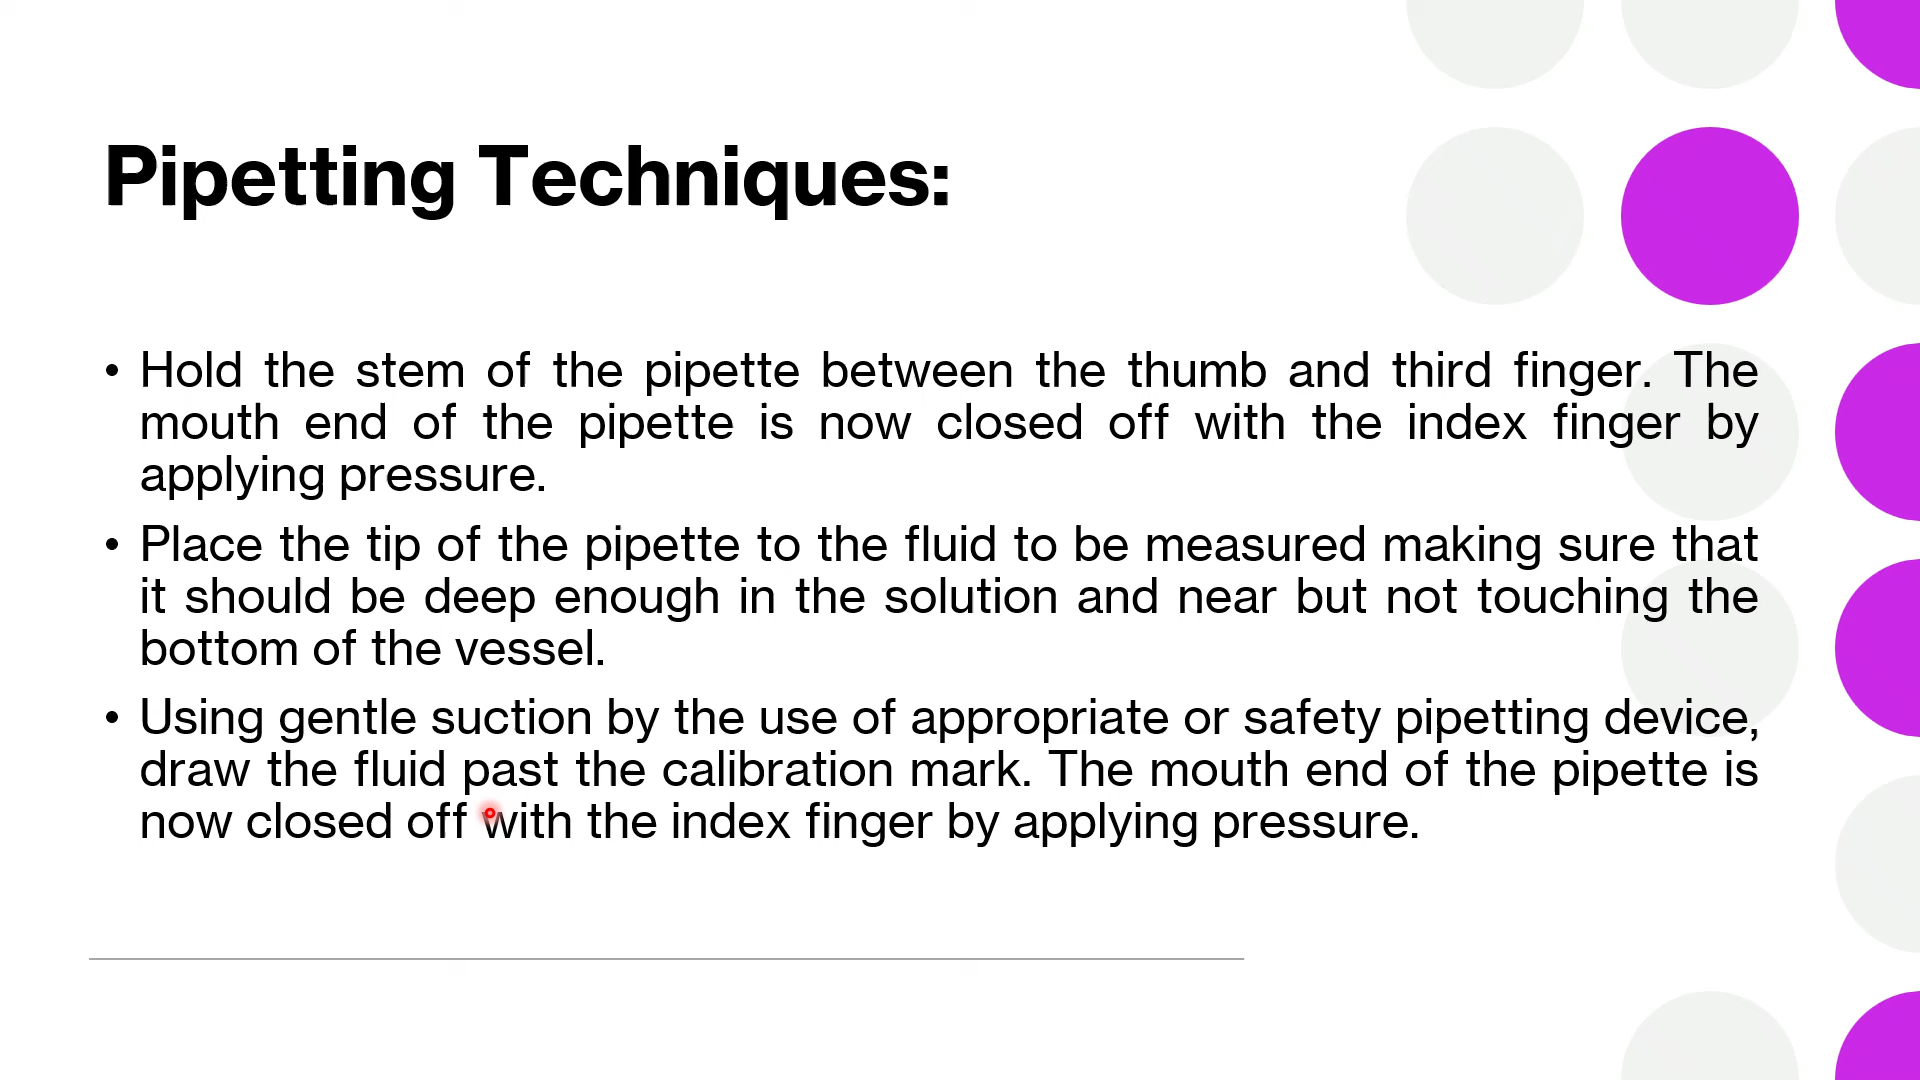 Pipetting Techniques:
• Hold the stem of the pipette between the thumb and third finger. The
mouth end of the pipette is now closed off with the index finger by
applying pressure.
• Place the tip of the pipette to the fluid to be measured making sure that
it should be deep enough in the solution and near but not touching the
bottom of the vessel.
• Using gentle suction by the use of appropriate or safety pipetting device,
draw the fluid past the calibration mark. The mouth end of the pipette is
now closed off with the index finger by applying pressure.